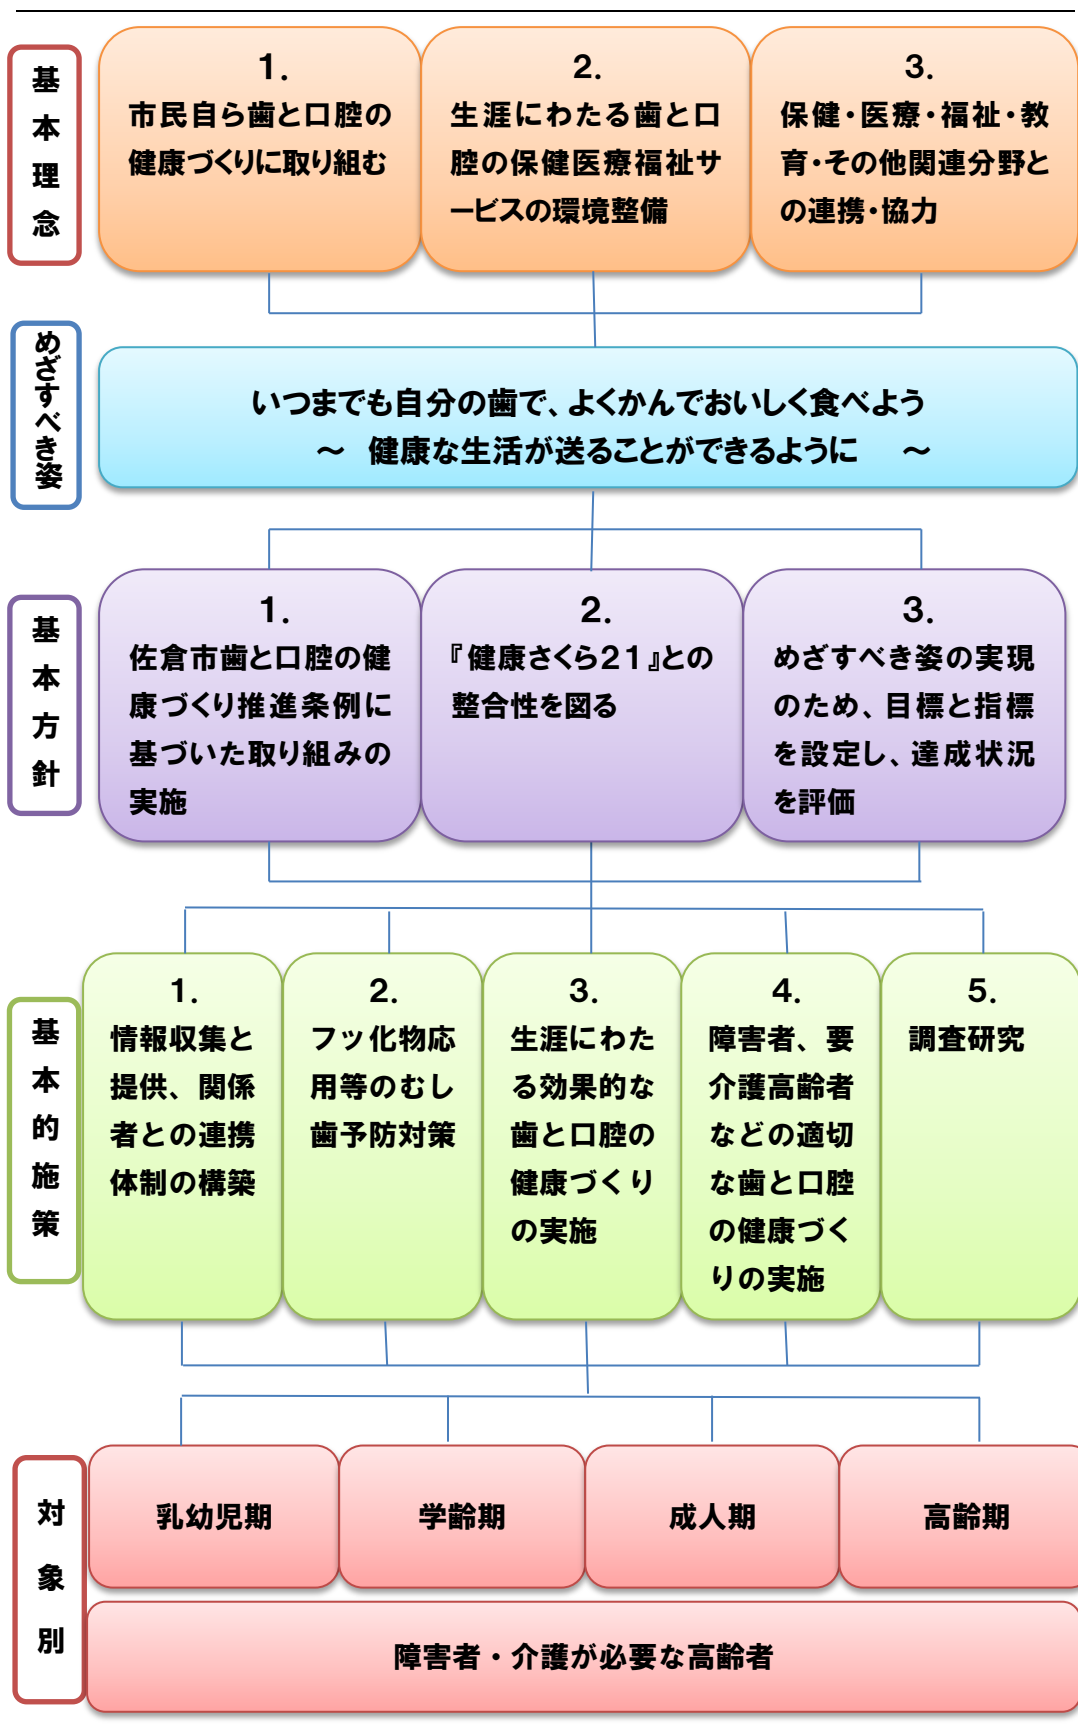 基本理念
1.
市民自ら歯と口腔の
健康づくりに取り組む
2.
生涯にわたる歯と口
腔の保健医療福祉サ
ービスの環境整備
3.
保健・医療・福祉・教
育・その他関連分野と
の連携・協力
めざすべき姿
いつまでも自分の歯で、よくかんでおいしく食べよう
～ 健康な生活が送ることができるように ～
基本方針
1.
佐倉市歯と口腔の健
康づくり推進条例に
基づいた取り組みの
実施
2.
『健康さくら21』との
整合性を図る
3.
めざすべき姿の実現
のため、目標と指標
を設定し、達成状況
を評価
基本的施策
1.
情報収集と
提供、関係
者との連携
体制の構築
2.
フッ化物応
用等のむし
歯予防対策
3.
生涯にわた
る効果的な
歯と口腔の
健康づくり
の実施
4.
障害者、要
介護高齢者
などの適切
な歯と口腔
の健康づく
りの実施
5.
調査研究
対象別
乳幼児期
学齢期
成人期
高齢期
障害者・介護が必要な高齢者